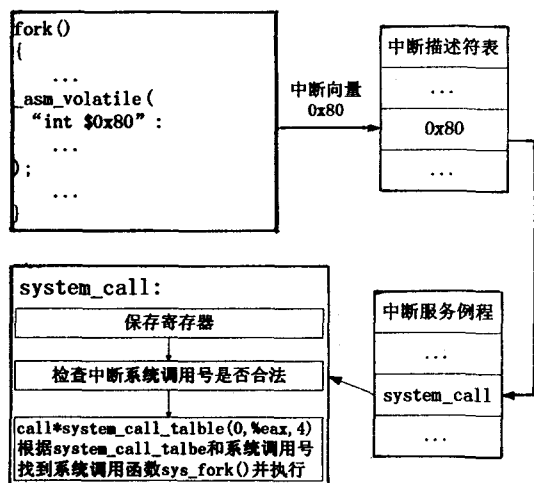 fork()
{
...
_asm_volatile(
“int $0x80”:
...
);
...
}
中断向量
0x80
中断描述符表
...
0x80
...
中断服务例程
...
system_call
...
system_call:
保存寄存器
检查中断系统调用号是否合法
call*system_call_talble(0,%eax,4)
根据system_call_talbe和系统调用号
找到系统调用函数sys_fork()并执行